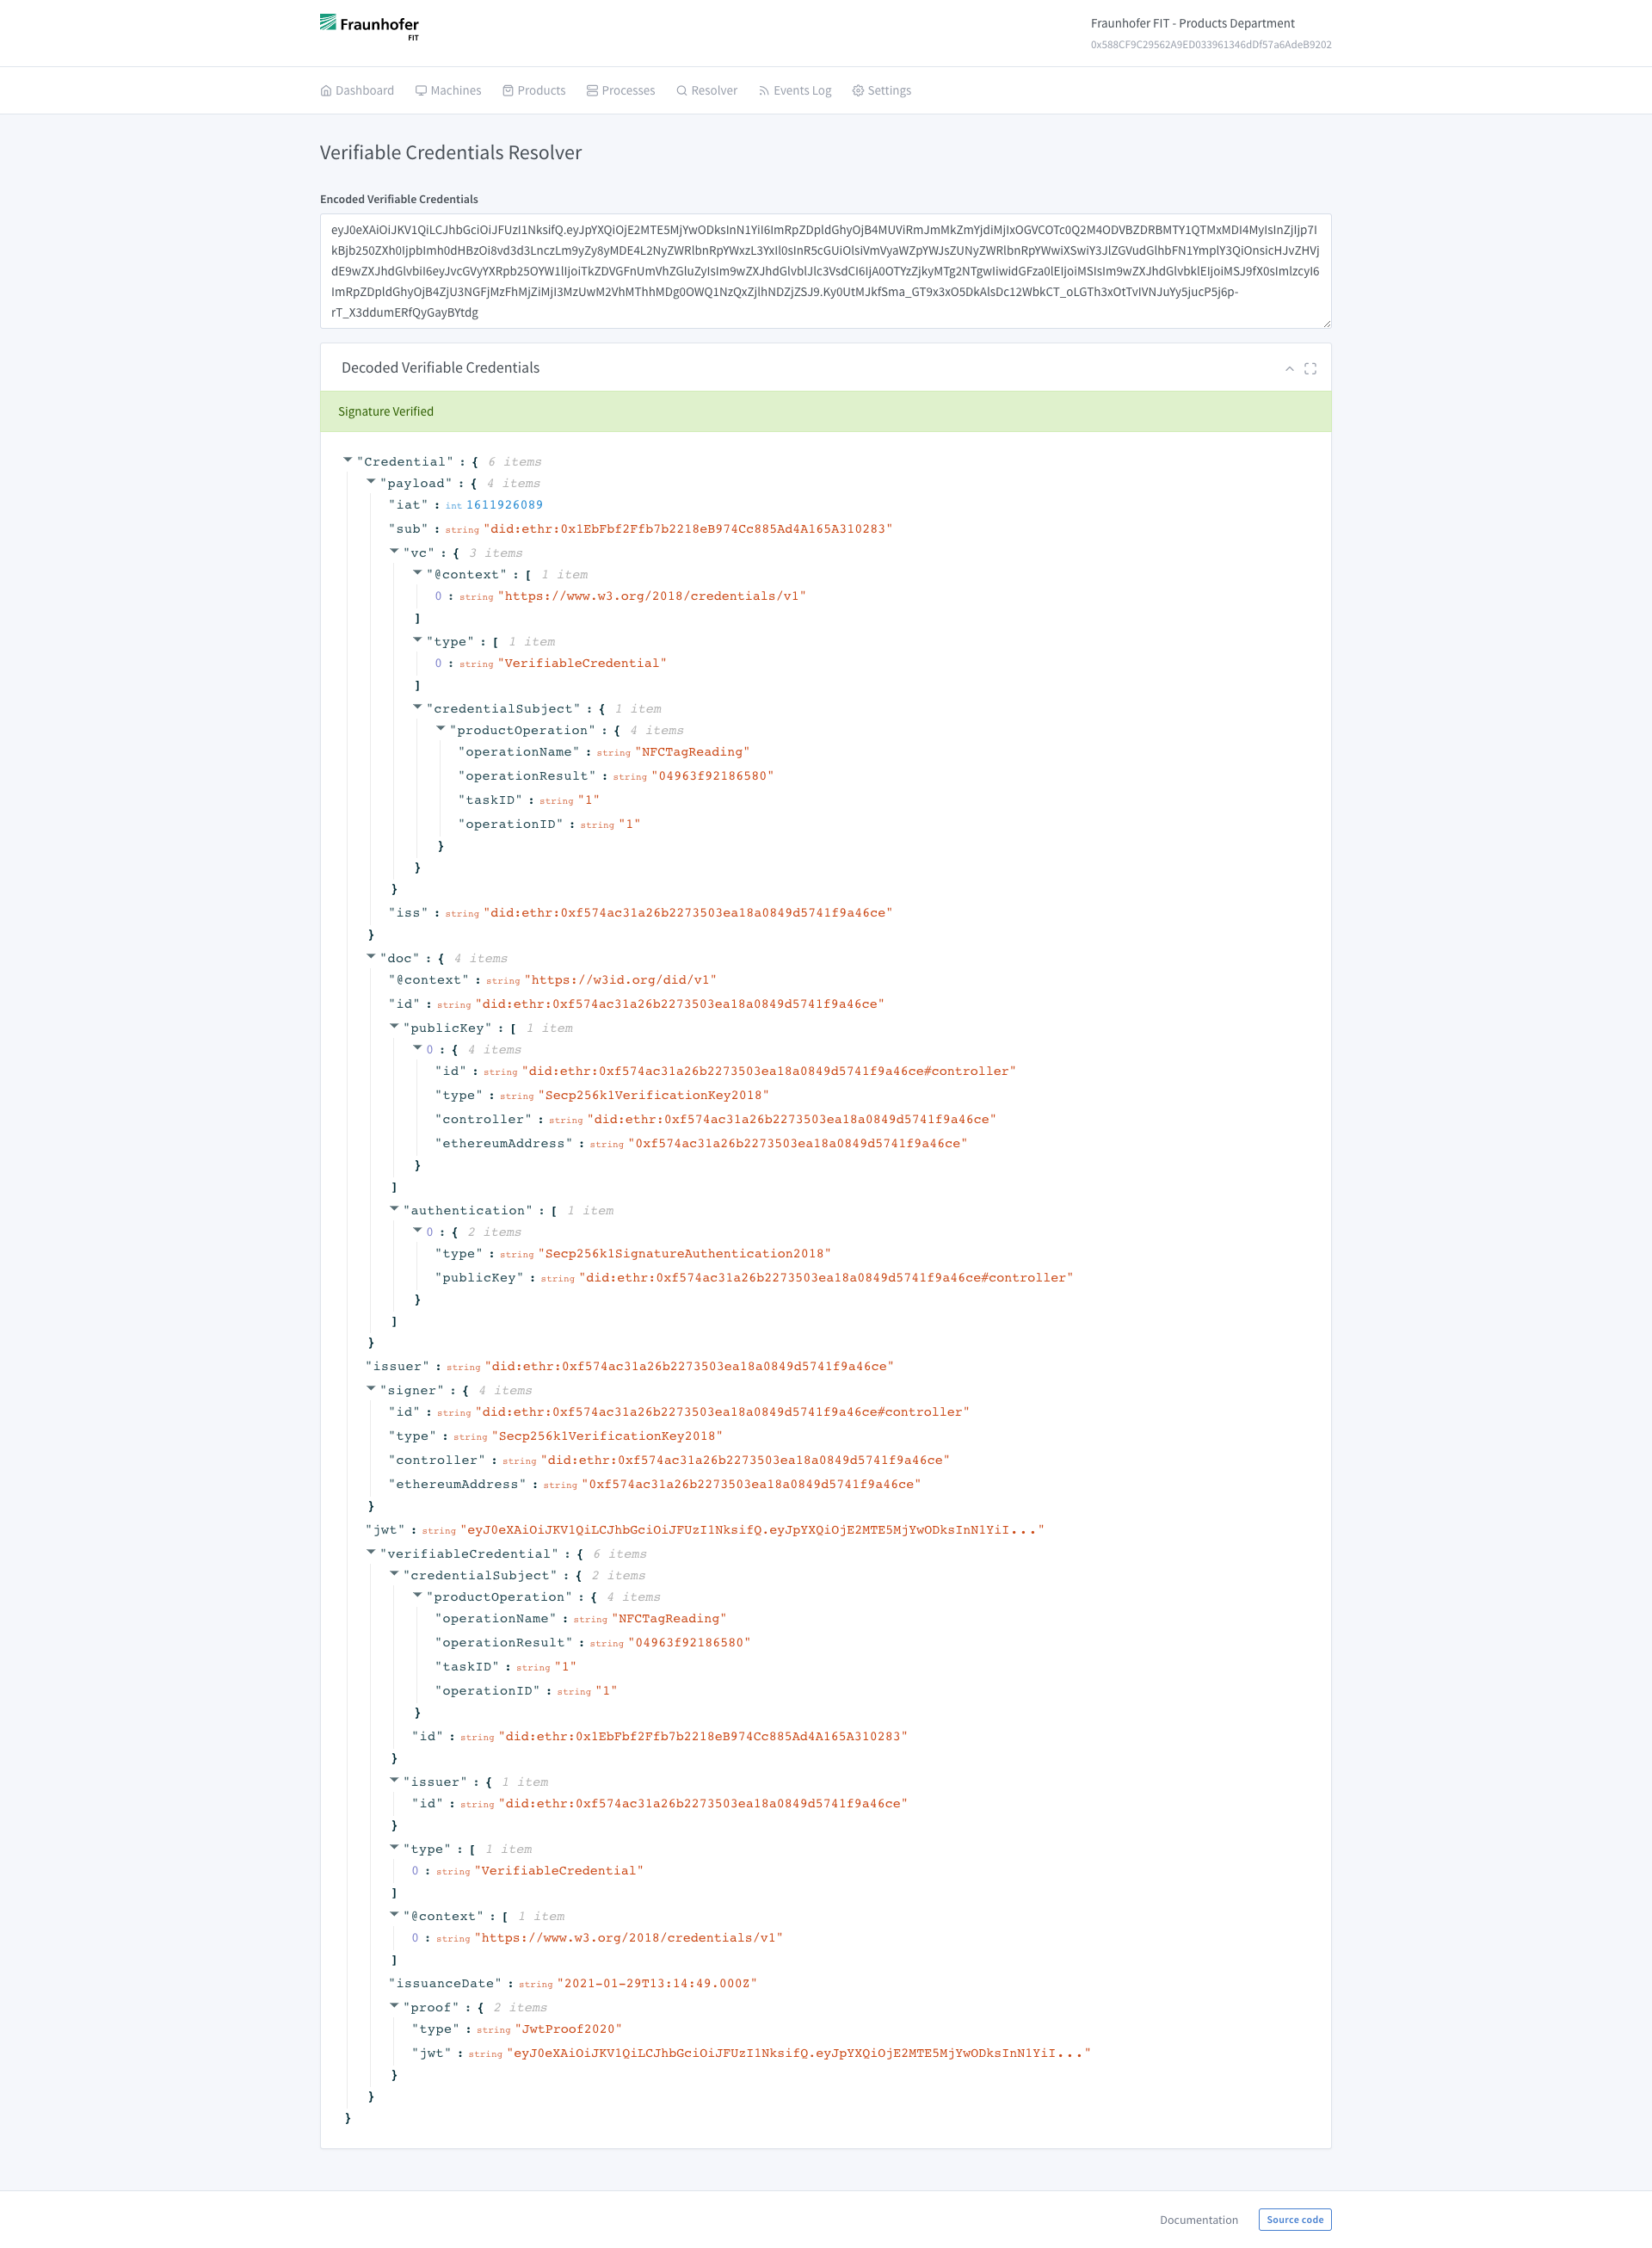 Fraunhofer
FIT
Fraunhofer FIT - Products Department
0x588CF9C29562A9ED033961346dDf57a6AdeB9202
Dashboard Machines Products Processes Resolver Events Log Settings
Verifiable Credentials Resolver
Encoded Verifiable Credentials
eyJ0eXAiOiJKV1QiLCJhbGciOiJFUzI1NksifQ.eyJpYXQiOjE2MTE5MjYwODksInN1YiI6ImRpZDpldGhyOjB4MUViRmJmMkZmYjdiMjIxOGVCOTc0Q2M4ODVBZDRBMTY1QTMxMDI4MyIsInZjIjp7I
kBjb250ZXh0IjpbImh0dHBzOi8vd3d3LnczLm9yZy8yMDE4L2NyZWRlbnRpYWxzL3YxIl0sInR5cGUiOlsiVmVyaWZpYWJsZUNyZWRlbnRpYWwiXSwiY3JlZGVudGlhbFN1YmplY3QiOnsicHJvZHVj
dE9wZXJhdGlvbiI6eyJvcGVyYXRpb25OYW1lIjoiTkZDVGFnUmVhZGluZyIsIm9wZXJhdGlvblJlc3VsdCI6IjA0OTYzZjkyMTg2NTgwIiwidGFza0lEIjoiMSIsIm9wZXJhdGlvbklEIjoiMSJ9fX0sImlzcyI6
ImRpZDpldGhyOjB4ZjU3NGFjMzFhMjZiMjI3MzUwM2VhMThhMDg0OWQ1NzQxZjlhNDZjZSJ9.Ky0UtMJkfSma_GT9x3xO5DkAlsDc12WbkCT_oLGTh3xOtTvIVNJuYy5jucP5j6p-
rT_X3ddumERfQyGayBYtdg
Decoded Verifiable Credentials
Signature Verified
"Credential" : { 6 items
"payload" : { 4 items
"iat" : int 1611926089
"sub" : string "did:ethr:0x1EbFbf2Ffb7b2218eB974Cc885Ad4A165A310283"
"vc" : { 3 items
"@context" : [ 1 item
0 : string "https://www.w3.org/2018/credentials/v1"
]
"type" : [ 1 item
0 : string "VerifiableCredential"
]
"credentialSubject" : { 1 item
"productOperation" : { 4 items
"operationName" : string "NFCTagReading"
"operationResult" : string "04963f92186580"
"taskID" : string "1"
"operationID" : string "1"
}
}
}
"iss" : string "did:ethr:0xf574ac31a26b2273503ea18a0849d5741f9a46ce"
}
"doc" : { 4 items
"@context" : string "https://w3id.org/did/v1"
"id" : string "did:ethr:0xf574ac31a26b2273503ea18a0849d5741f9a46ce"
"publicKey" : [ 1 item
0 : { 4 items
"id" : string "did:ethr:0xf574ac31a26b2273503ea18a0849d5741f9a46ce#controller"
"type" : string "Secp256k1VerificationKey2018"
"controller" : string "did:ethr:0xf574ac31a26b2273503ea18a0849d5741f9a46ce"
"ethereumAddress" : string "0xf574ac31a26b2273503ea18a0849d5741f9a46ce"
}
]
"authentication" : [ 1 item
0 : { 2 items
"type" : string "Secp256k1SignatureAuthentication2018"
"publicKey" : string "did:ethr:0xf574ac31a26b2273503ea18a0849d5741f9a46ce#controller"
}
]
}
"issuer" : string "did:ethr:0xf574ac31a26b2273503ea18a0849d5741f9a46ce"
"signer" : { 4 items
"id" : string "did:ethr:0xf574ac31a26b2273503ea18a0849d5741f9a46ce#controller"
"type" : string "Secp256k1VerificationKey2018"
"controller" : string "did:ethr:0xf574ac31a26b2273503ea18a0849d5741f9a46ce"
"ethereumAddress" : string "0xf574ac31a26b2273503ea18a0849d5741f9a46ce"
}
"jwt" : string "eyJ0eXAiOiJKV1QiLCJhbGciOiJFUzI1NksifQ.eyJpYXQiOjE2MTE5MjYwODksInN1YiI..."
"verifiableCredential" : { 6 items
"credentialSubject" : { 2 items
"productOperation" : { 4 items
"operationName" : string "NFCTagReading"
"operationResult" : string "04963f92186580"
"taskID" : string "1"
"operationID" : string "1"
}
"id" : string "did:ethr:0x1EbFbf2Ffb7b2218eB974Cc885Ad4A165A310283"
}
"issuer" : { 1 item
"id" : string "did:ethr:0xf574ac31a26b2273503ea18a0849d5741f9a46ce"
}
"type" : [ 1 item
0 : string "VerifiableCredential"
]
"@context" : [ 1 item
0 : string "https://www.w3.org/2018/credentials/v1"
]
"issuanceDate" : string "2021-01-29T13:14:49.000Z"
"proof" : { 2 items
"type" : string "JwtProof2020"
"jwt" : string "eyJ0eXAiOiJKV1QiLCJhbGciOiJFUzI1NksifQ.eyJpYXQiOjE2MTE5MjYwODksInN1YiI..."
}
}
}
Documentation Source code